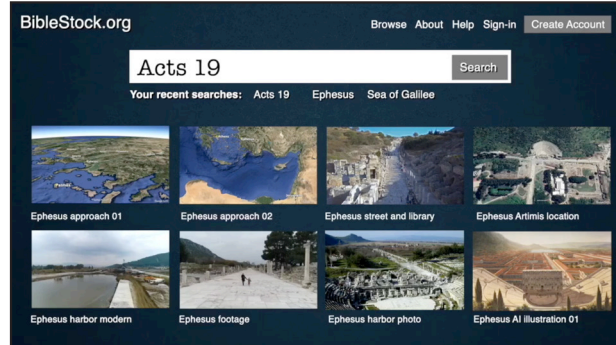 BibleStock.org
Browse About Help Sign-in Create Account
Acts 19 Search
Your recent searches: Acts 19 Ephesus Sea of Galilee
Ephesus approach 01 Ephesus approach 02 Ephesus street and library Ephesus Artimis location
Ephesus harbor modern Ephesus footage Ephesus harbor photo Ephesus AI illustration 01